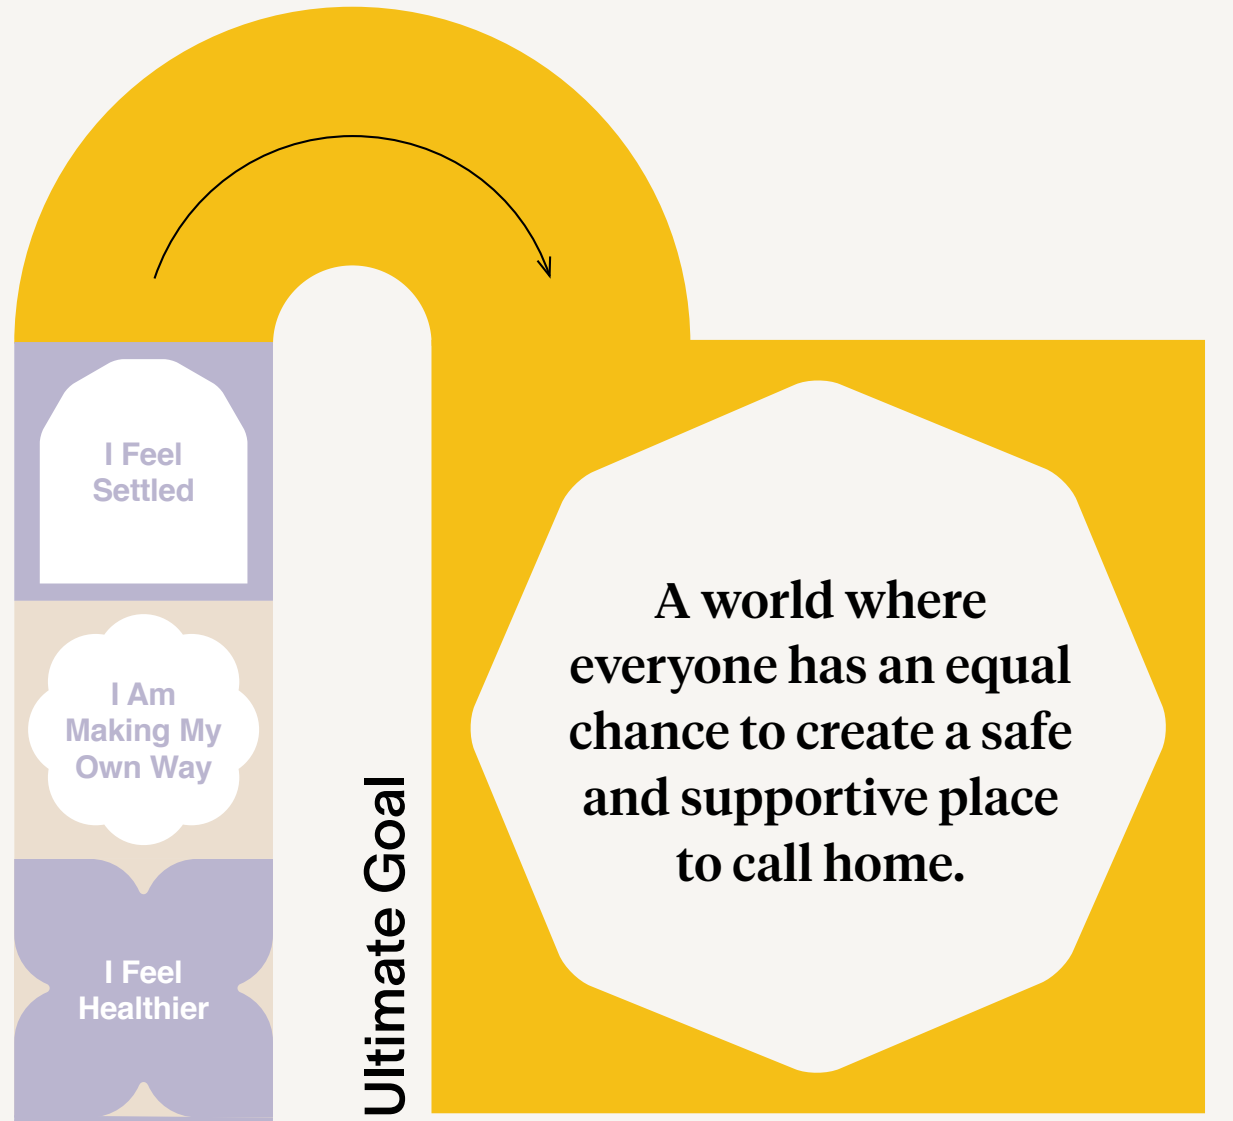 I Feel
Settled
I Am
Making My
Own Way
I Feel
Healthier
Ultimate Goal
A world where
everyone has an equal
chance to create a safe
and supportive place
to call home.